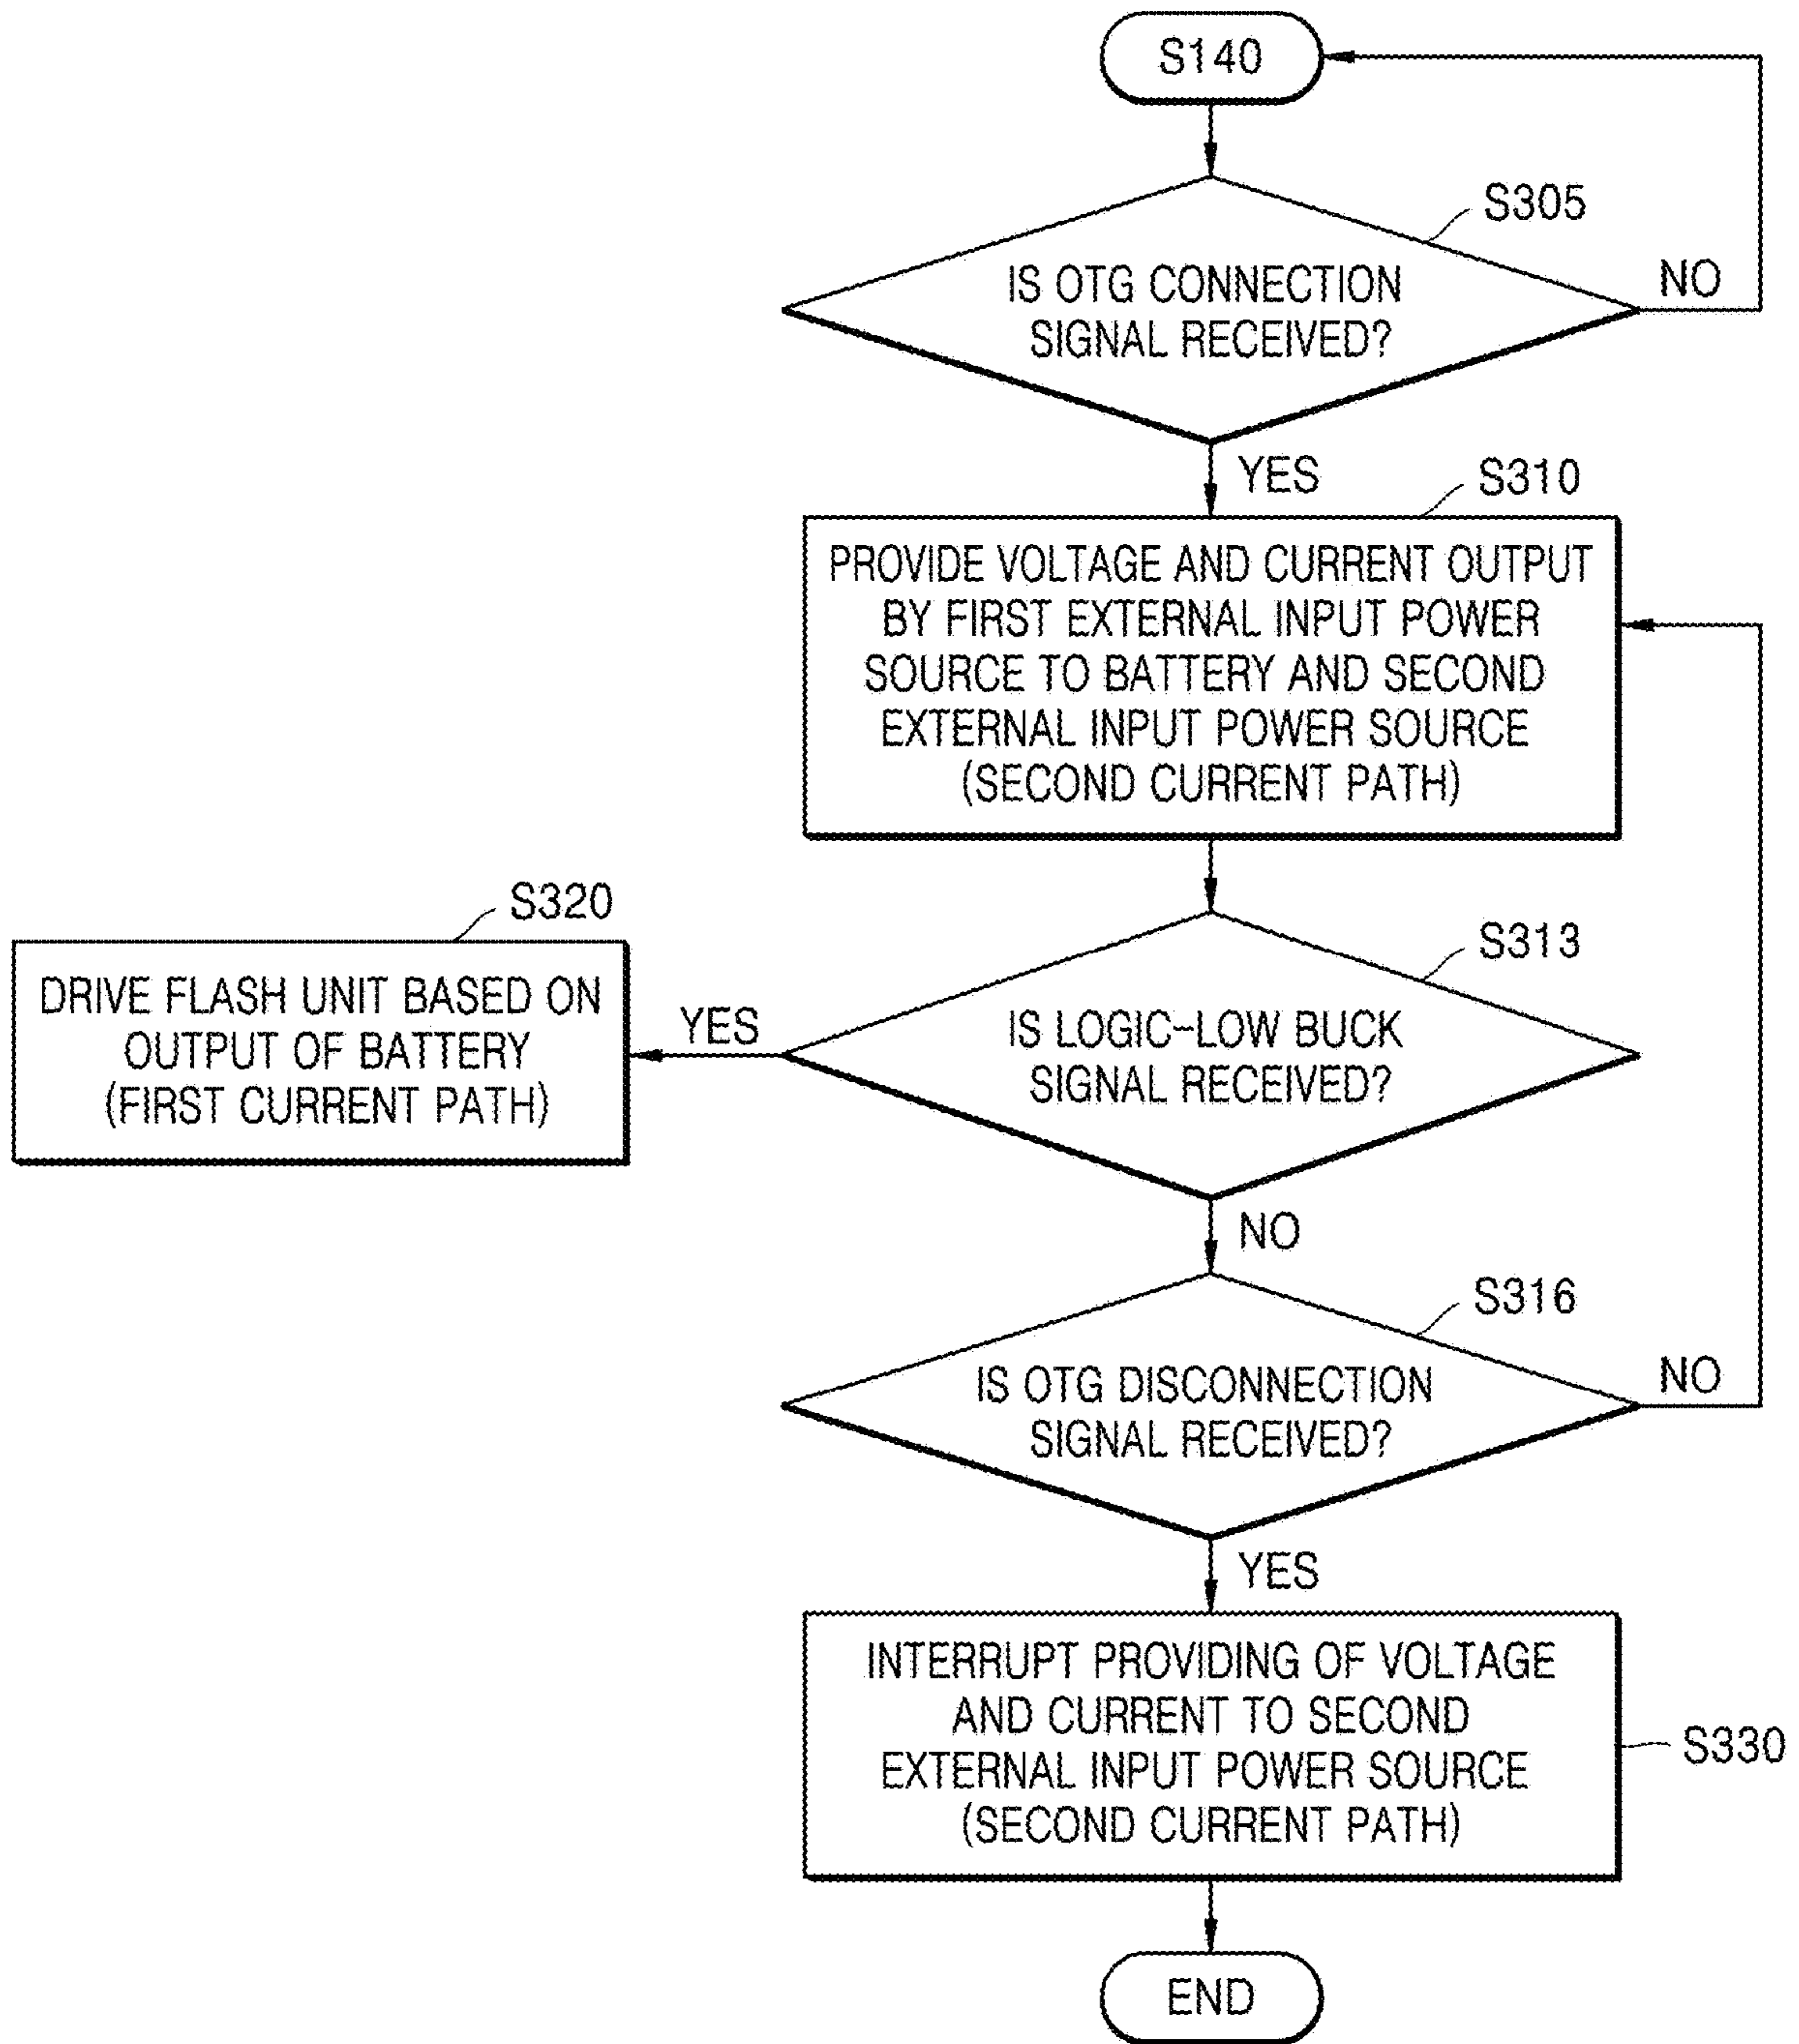 S140
S305
IS OTG CONNECTION
SIGNAL RECEIVED?
NO
YES
S310
PROVIDE VOLTAGE AND CURRENT OUTPUT
BY FIRST EXTERNAL INPUT POWER
SOURCE TO BATTERY AND SECOND
EXTERNAL INPUT POWER SOURCE
(SECOND CURRENT PATH)
S320
DRIVE FLASH UNIT BASED ON
OUTPUT OF BATTERY
(FIRST CURRENT PATH)
YES
S313
IS LOGIC-LOW BUCK
SIGNAL RECEIVED?
NO
S316
IS OTG DISCONNECTION
SIGNAL RECEIVED?
NO
YES
INTERRUPT PROVIDING OF VOLTAGE
AND CURRENT TO SECOND
EXTERNAL INPUT POWER SOURCE
(SECOND CURRENT PATH)
S330
END